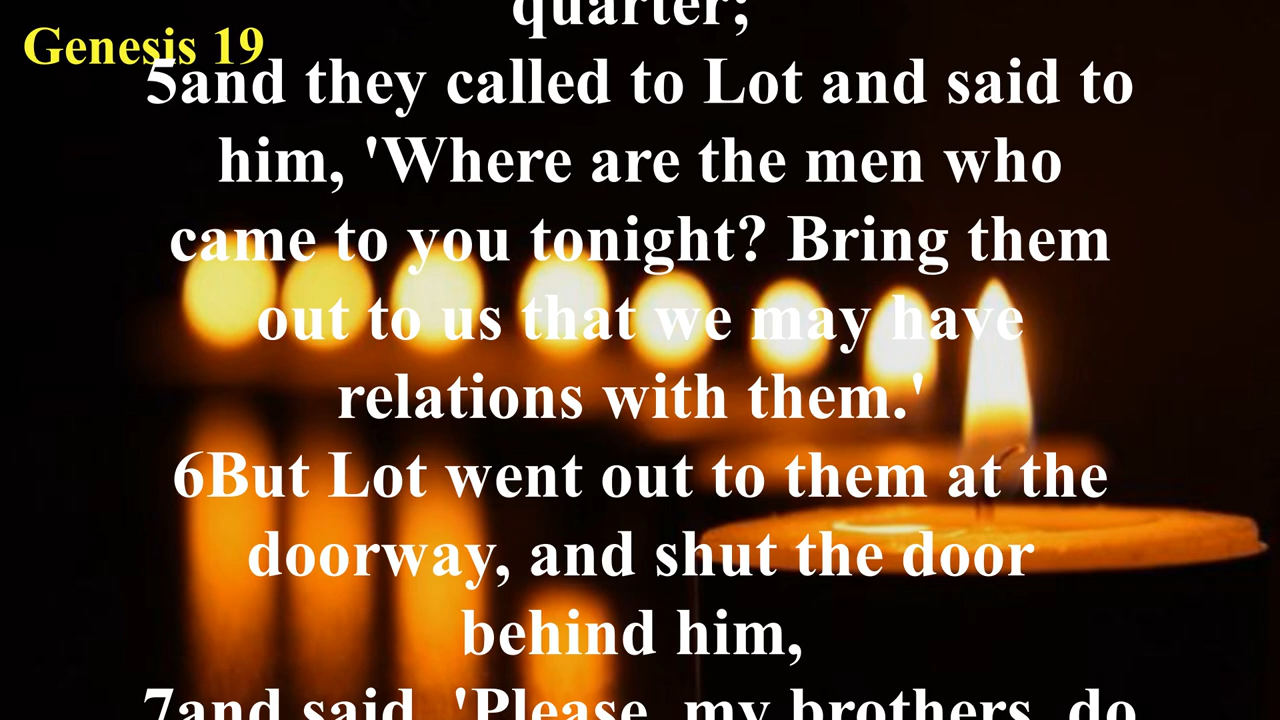 quarter;
Genesis 19
5and they called to Lot and said to
him, 'Where are the men who
came to you tonight? Bring them
out to us that we may have
relations with them.'
6But Lot went out to them at the
doorway, and shut the door
behind him,
7and said, 'Please, my brothers, do